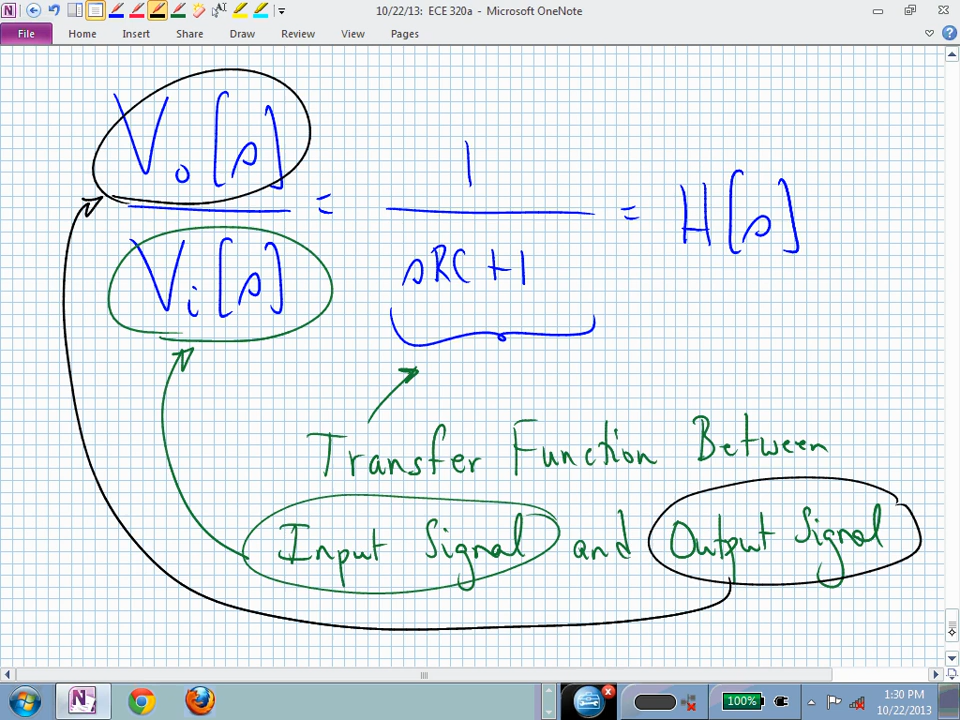 10/22/13: ECE 320a - Microsoft OneNote
File Home Insert Share Draw Review View Pages
Vo[s]
Vi[s]
=
1
sRC + 1
= H[s]
Transfer Function Between
Input Signal and Output Signal
100%
1:30 PM
10/22/2013